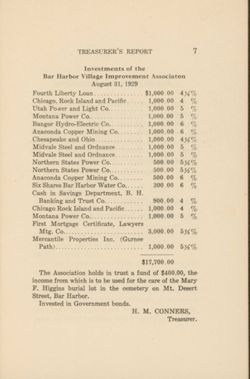 TREASURER'S REPORT 7
Investments of the
Bar Harbor Village Improvement Associaton
August 31, 1929
Fourth Liberty Loan.............. $1,000 00 4¼%
Chicago, Rock Island and Pacific.... 1,000.00 4 %
Utah Power and Light Co......... 1,000.00 5 %
Montana Power Co............... 1,000.00 5 %
Bangor Hydro-Electric Co......... 1,000.00 6 %
Anaconda Copper Mining Co....... 1,000.00 6 %
Chesapeake and Ohio............. 1,000.00 4½%
Midvale Steel and Ordnance....... 1,000.00 5 %
Midvale Steel and Ordnance....... 1,000.00 5 %
Northern States Power Co......... 500.00 5½%
Northern States Power Co......... 500.00 5½%
Anaconda Copper Mining Co....... 500.00 6 %
Six Shares Bar Harbor Water Co.... 300.00 6 %
Cash in Savings Department, B. H.
Banking and Trust Co.......... 900.00 4 %
Chicago Rock Island and Pacific.... 1,000.00 4 %
Montana Power Co............... 1,000.00 5 %
First Mortgage Certificate, Lawyers
Mtg. Co...................... 3,000.00 5½%
Mercantile Properties Inc. (Gurnee
Path)....................... 1,000.00 5½%
$17,700.00
The Association holds in trust a fund of $400.00, the
income from which is to be used for the care of the Mary
F. Higgins burial lot in the cemetery on Mt. Desert
Street, Bar Harbor.
Invested in Government bonds.
H. M. CONNERS,
Treasurer.